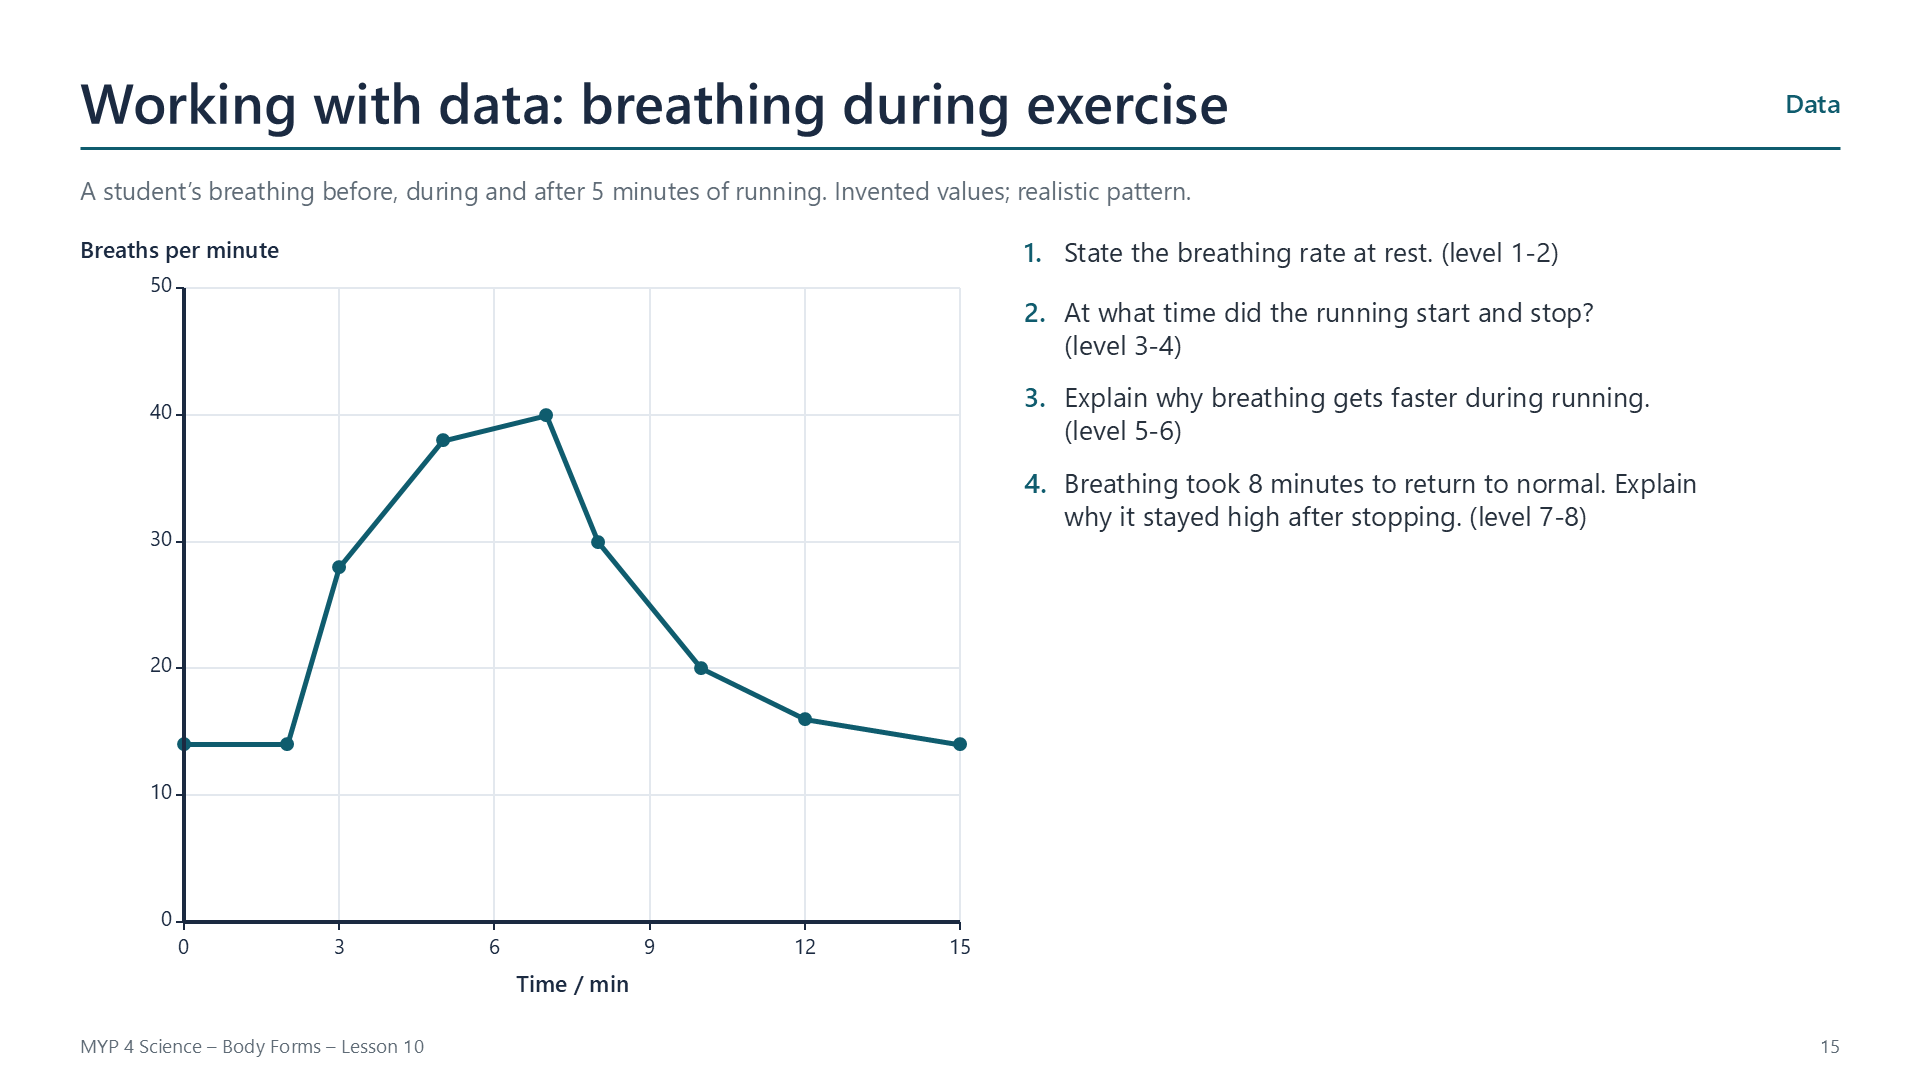 Working with data: breathing during exercise
Data
A student’s breathing before, during and after 5 minutes of running. Invented values; realistic pattern.
Breaths per minute
50
40
30
20
10
0
0 3 6 9 12 15
Time / min
1. State the breathing rate at rest. (level 1-2)
2. At what time did the running start and stop?
(level 3-4)
3. Explain why breathing gets faster during running.
(level 5-6)
4. Breathing took 8 minutes to return to normal. Explain
why it stayed high after stopping. (level 7-8)
MYP 4 Science – Body Forms – Lesson 10
15